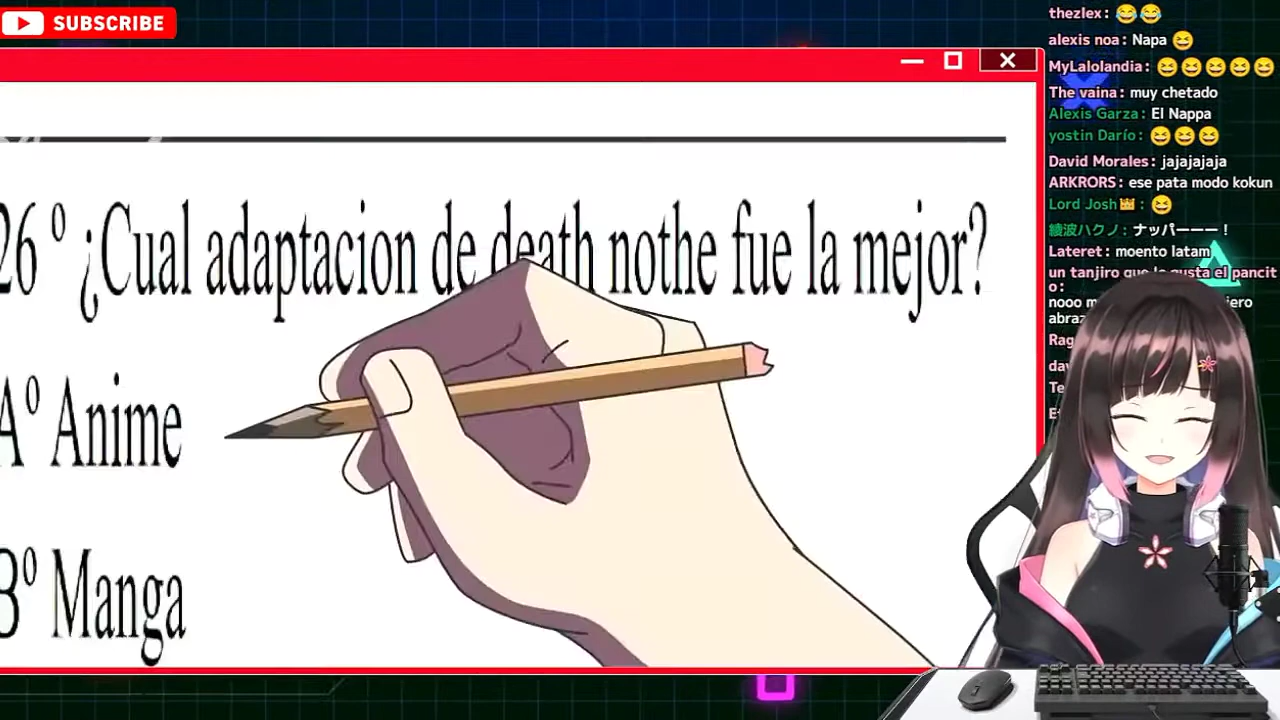 SUBSCRIBE
26 º ¿Cual adaptacion de death nothe fue la mejor?
Aº Anime
Bº Manga
thezlex: 😂😂
alexis noa: Napa 😆
MyLalolandia: 😆😆😆😆😆
The vaina: muy chetado
Alexis Garza: El Nappa
yostin Darío: 😆😆😆
David Morales: jajajajaja
ARKRORS: ese pata modo kokun
Lord Josh👑: 😆
綾波ハクノ: ナッパーーー！
Lateret: moento latam
un tanjiro que le gusta el pancit
o:
nooo
abraz
Rag